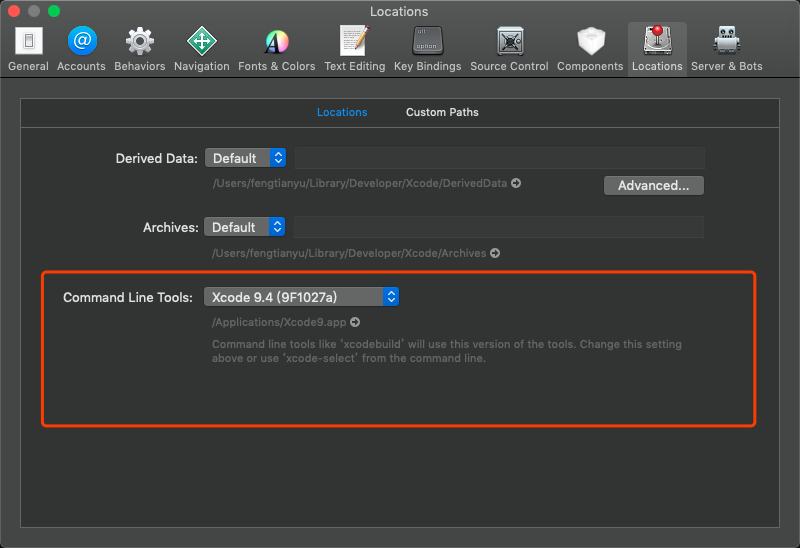 Locations
General Accounts Behaviors Navigation Fonts & Colors Text Editing Key Bindings Source Control Components Locations Server & Bots
Locations Custom Paths
Derived Data: Default
/Users/fengtianyu/Library/Developer/Xcode/DerivedData
Advanced...
Archives: Default
/Users/fengtianyu/Library/Developer/Xcode/Archives
Command Line Tools: Xcode 9.4 (9F1027a)
/Applications/Xcode9.app
Command line tools like 'xcodebuild' will use this version of the tools. Change this setting
above or use 'xcode-select' from the command line.